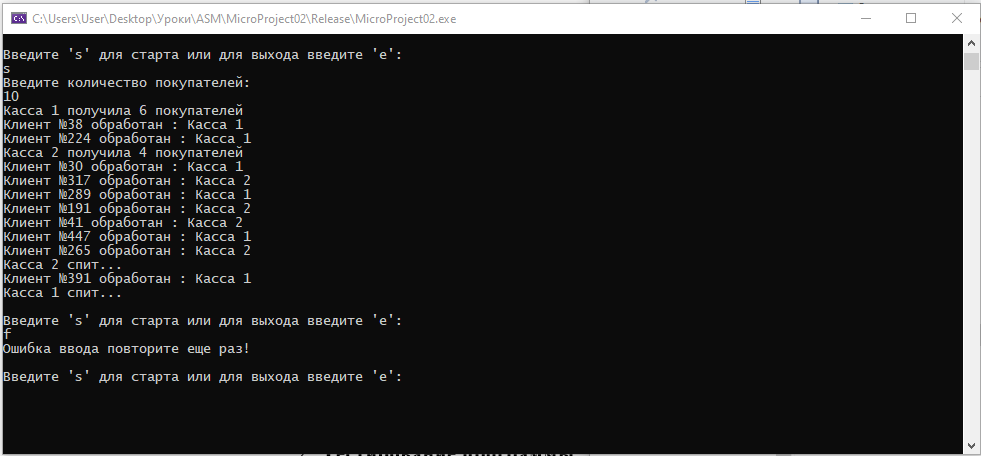 C:\Users\User\Desktop\Уроки\ASM\MicroProject02\Release\MicroProject02.exe
Введите 's' для старта или для выхода введите 'e':
s
Введите количество покупателей:
10
Касса 1 получила 6 покупателей
Клиент №38 обработан : Касса 1
Клиент №224 обработан : Касса 1
Касса 2 получила 4 покупателей
Клиент №30 обработан : Касса 1
Клиент №317 обработан : Касса 2
Клиент №289 обработан : Касса 1
Клиент №191 обработан : Касса 2
Клиент №41 обработан : Касса 2
Клиент №447 обработан : Касса 1
Клиент №265 обработан : Касса 2
Касса 2 спит...
Клиент №391 обработан : Касса 1
Касса 1 спит...
Введите 's' для старта или для выхода введите 'e':
f
Ошибка ввода повторите еще раз!
Введите 's' для старта или для выхода введите 'e':